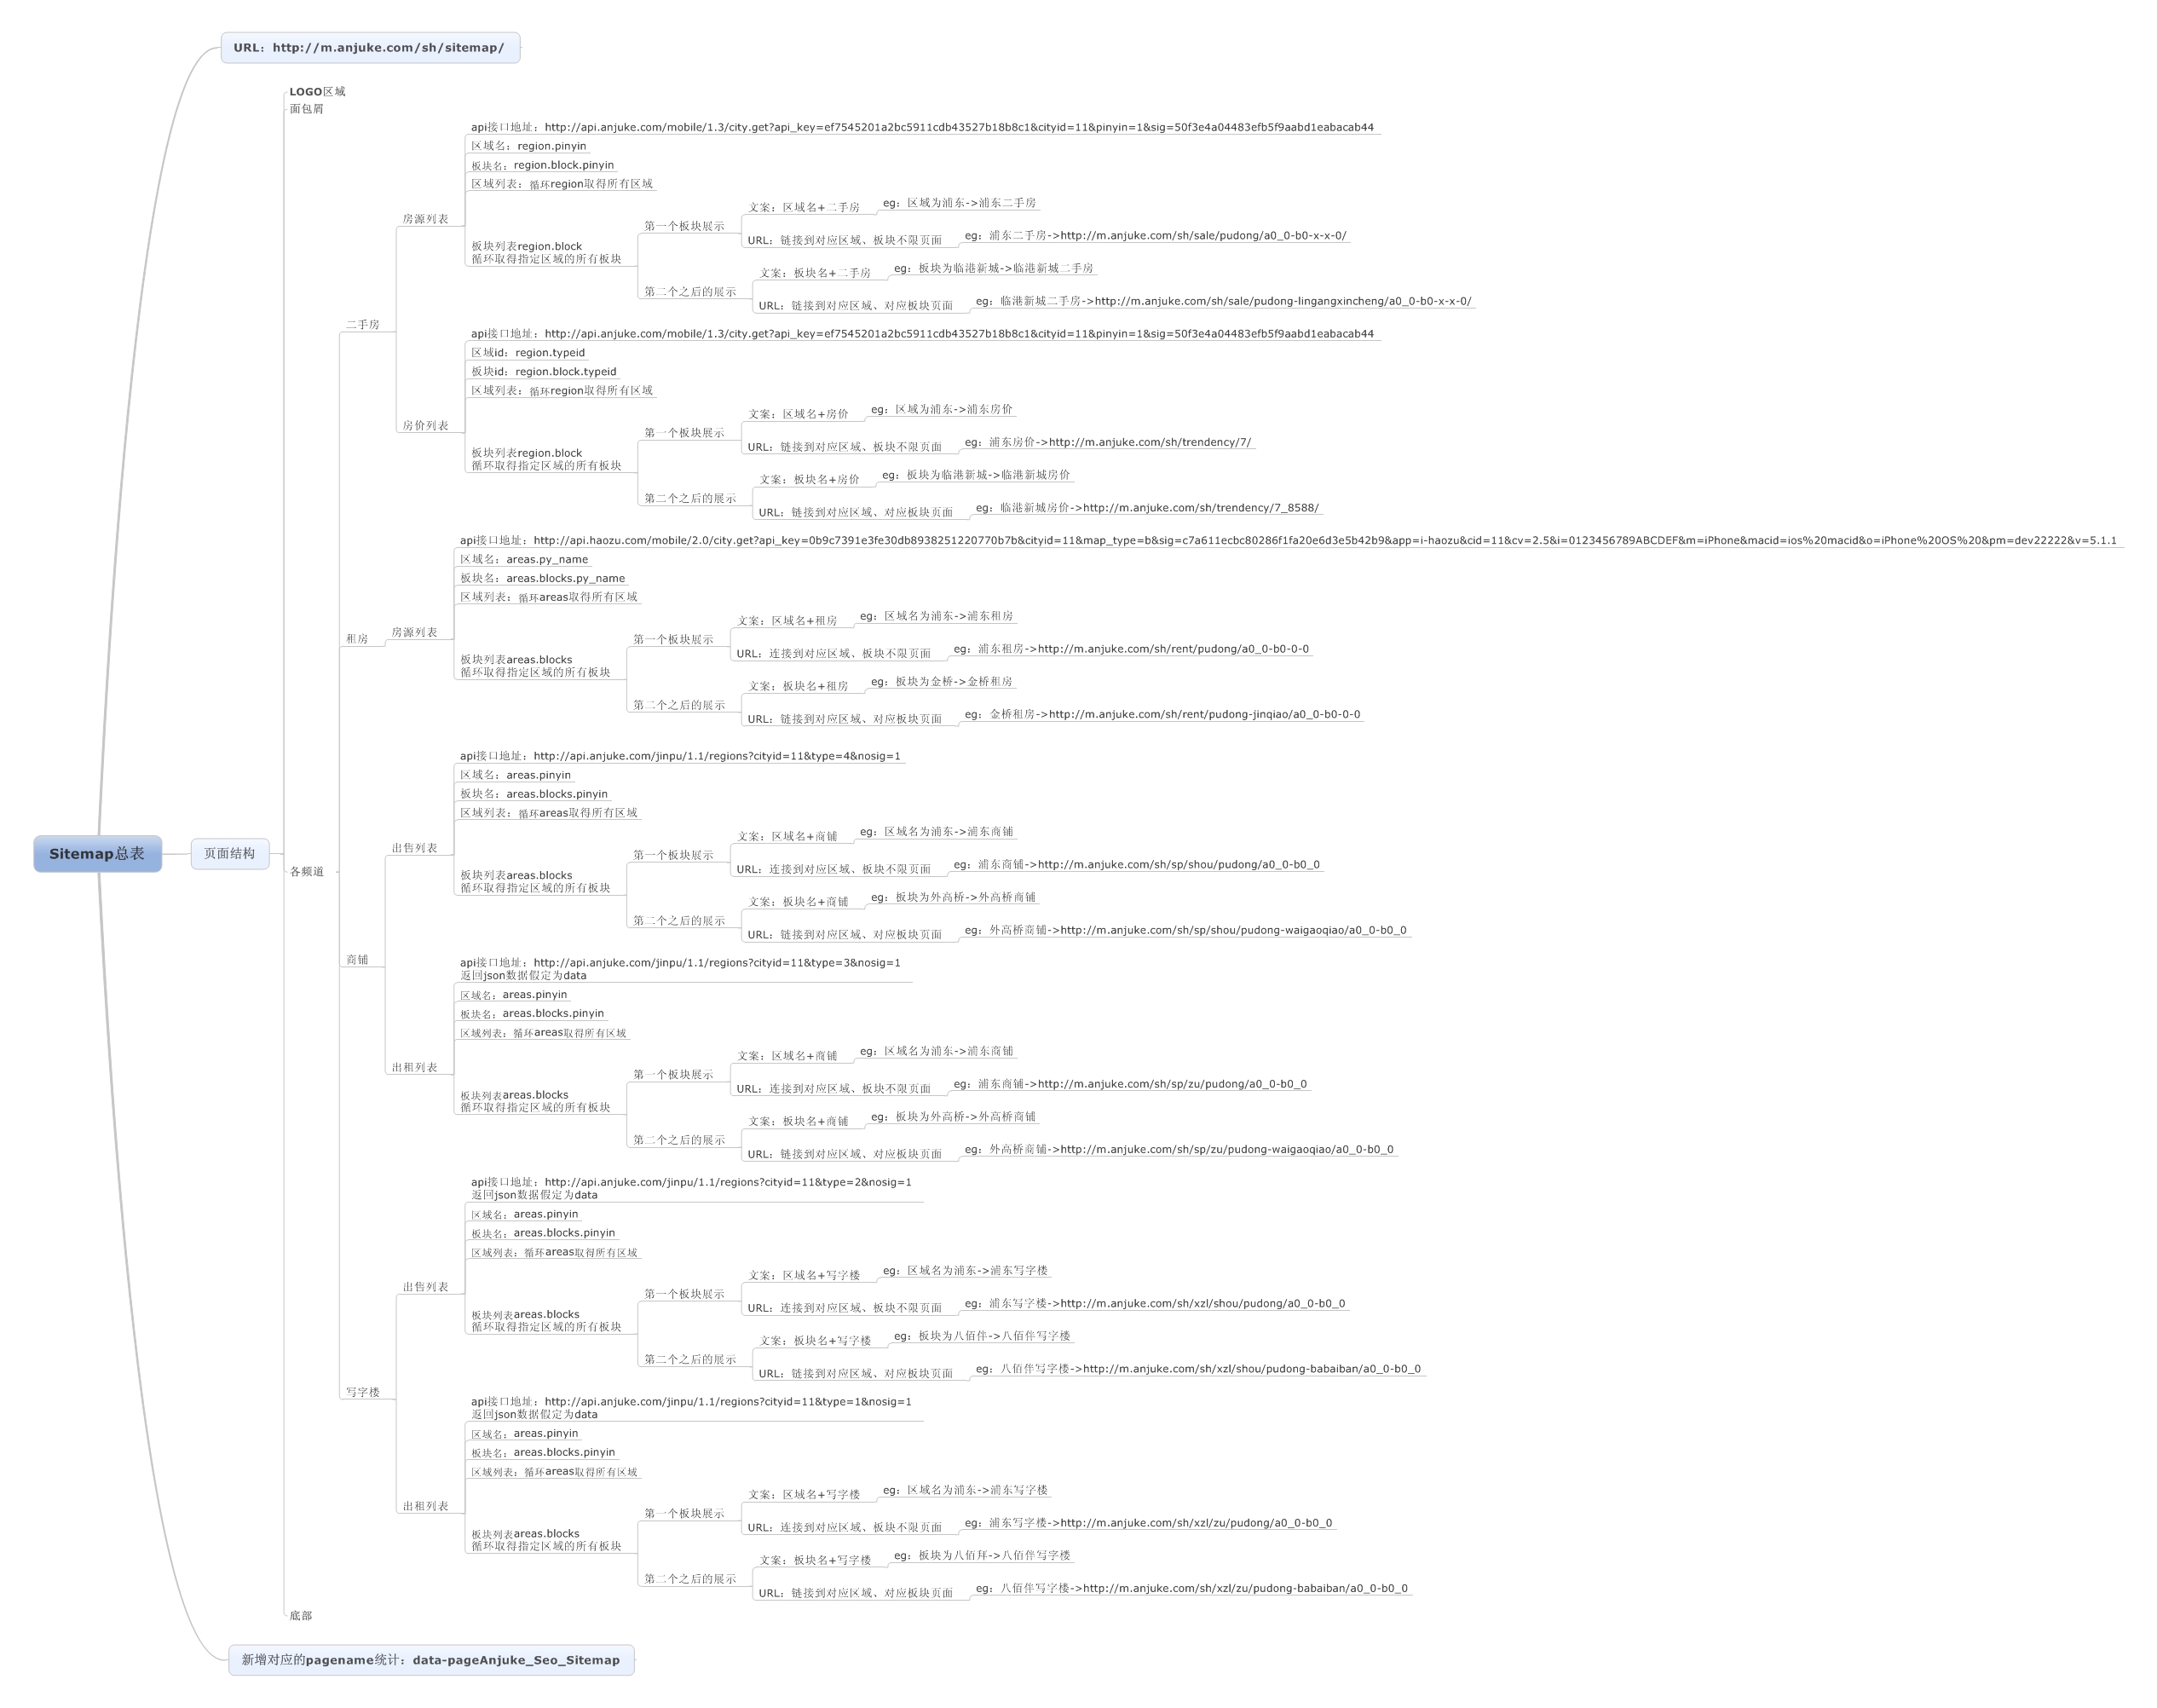 URL：http://m.anjuke.com/sh/sitemap/
LOGO区域
面包屑
api接口地址：http://api.anjuke.com/mobile/1.3/city.get?api_key=ef7545201a2bc5911cdb43527b18b8c1&cityid=11&pinyin=1&sig=50f3e4a04483efb5f9aabd1eabacab44
区域名：region.pinyin
板块名：region.block.pinyin
区域列表：循环region取得所有区域
房源列表
板块列表region.block
循环取得指定区域的所有板块
第一个板块展示
文案：区域名+二手房
eg：区域为浦东->浦东二手房
URL：链接到对应区域、板块不限页面
eg：浦东二手房->http://m.anjuke.com/sh/sale/pudong/a0_0-b0-x-x-0/
第二个之后的展示
文案：板块名+二手房
eg：板块为临港新城->临港新城二手房
URL：链接到对应区域、对应板块页面
eg：临港新城二手房->http://m.anjuke.com/sh/sale/pudong-lingangxincheng/a0_0-b0-x-x-0/
二手房
api接口地址：http://api.anjuke.com/mobile/1.3/city.get?api_key=ef7545201a2bc5911cdb43527b18b8c1&cityid=11&pinyin=1&sig=50f3e4a04483efb5f9aabd1eabacab44
区域id：region.typeid
板块id：region.block.typeid
区域列表：循环region取得所有区域
房价列表
板块列表region.block
循环取得指定区域的所有板块
第一个板块展示
文案：区域名+房价
eg：区域为浦东->浦东房价
URL：链接到对应区域、板块不限页面
eg：浦东房价->http://m.anjuke.com/sh/trendency/7/
第二个之后的展示
文案：板块名+房价
eg：板块为临港新城->临港新城房价
URL：链接到对应区域、对应板块页面
eg：临港新城房价->http://m.anjuke.com/sh/trendency/7_8588/
api接口地址：http://api.haozu.com/mobile/2.0/city.get?api_key=0b9c7391e3fe30db8938251220770b7b&cityid=11&map_type=b&sig=c7a611ecbc80286f1fa20e6d3e5b42b9&app=i-haozu&cid=11&cv=2.5&i=0123456789ABCDEF&m=iPhone&macid=ios%20macid&o=iPhone%20OS%20&pm=dev22222&v=5.1.1
区域名：areas.py_name
板块名：areas.blocks.py_name
区域列表：循环areas取得所有区域
租房
房源列表
板块列表areas.blocks
循环取得指定区域的所有板块
第一个板块展示
文案：区域名+租房
eg：区域名为浦东->浦东租房
URL：连接到对应区域、板块不限页面
eg：浦东租房->http://m.anjuke.com/sh/rent/pudong/a0_0-b0-0-0
第二个之后的展示
文案：板块名+租房
eg：板块为金桥->金桥租房
URL：链接到对应区域、对应板块页面
eg：金桥租房->http://m.anjuke.com/sh/rent/pudong-jinqiao/a0_0-b0-0-0
api接口地址：http://api.anjuke.com/jinpu/1.1/regions?cityid=11&type=4&nosig=1
区域名：areas.pinyin
板块名：areas.blocks.pinyin
区域列表：循环areas取得所有区域
出售列表
板块列表areas.blocks
循环取得指定区域的所有板块
第一个板块展示
文案：区域名+商铺
eg：区域名为浦东->浦东商铺
URL：连接到对应区域、板块不限页面
eg：浦东商铺->http://m.anjuke.com/sh/sp/shou/pudong/a0_0-b0_0
第二个之后的展示
文案：板块名+商铺
eg：板块为外高桥->外高桥商铺
URL：链接到对应区域、对应板块页面
eg：外高桥商铺->http://m.anjuke.com/sh/sp/shou/pudong-waigaoqiao/a0_0-b0_0
Sitemap总表
页面结构
各频道
商铺
api接口地址：http://api.anjuke.com/jinpu/1.1/regions?cityid=11&type=3&nosig=1
返回json数据假定为data
区域名：areas.pinyin
板块名：areas.blocks.pinyin
区域列表：循环areas取得所有区域
出租列表
板块列表areas.blocks
循环取得指定区域的所有板块
第一个板块展示
文案：区域名+商铺
eg：区域名为浦东->浦东商铺
URL：连接到对应区域、板块不限页面
eg：浦东商铺->http://m.anjuke.com/sh/sp/zu/pudong/a0_0-b0_0
第二个之后的展示
文案：板块名+商铺
eg：板块为外高桥->外高桥商铺
URL：链接到对应区域、对应板块页面
eg：外高桥商铺->http://m.anjuke.com/sh/sp/zu/pudong-waigaoqiao/a0_0-b0_0
api接口地址：http://api.anjuke.com/jinpu/1.1/regions?cityid=11&type=2&nosig=1
返回json数据假定为data
区域名：areas.pinyin
板块名：areas.blocks.pinyin
区域列表：循环areas取得所有区域
出售列表
板块列表areas.blocks
循环取得指定区域的所有板块
第一个板块展示
文案：区域名+写字楼
eg：区域名为浦东->浦东写字楼
URL：连接到对应区域、板块不限页面
eg：浦东写字楼->http://m.anjuke.com/sh/xzl/shou/pudong/a0_0-b0_0
第二个之后的展示
文案：板块名+写字楼
eg：板块为八佰伴->八佰伴写字楼
URL：链接到对应区域、对应板块页面
eg：八佰伴写字楼->http://m.anjuke.com/sh/xzl/shou/pudong-babaiban/a0_0-b0_0
写字楼
api接口地址：http://api.anjuke.com/jinpu/1.1/regions?cityid=11&type=1&nosig=1
返回json数据假定为data
区域名：areas.pinyin
板块名：areas.blocks.pinyin
区域列表：循环areas取得所有区域
出租列表
板块列表areas.blocks
循环取得指定区域的所有板块
第一个板块展示
文案：区域名+写字楼
eg：区域名为浦东->浦东写字楼
URL：连接到对应区域、板块不限页面
eg：浦东写字楼->http://m.anjuke.com/sh/xzl/zu/pudong/a0_0-b0_0
第二个之后的展示
文案：板块名+写字楼
eg：板块为八佰拜->八佰伴写字楼
URL：链接到对应区域、对应板块页面
eg：八佰伴写字楼->http://m.anjuke.com/sh/xzl/zu/pudong-babaiban/a0_0-b0_0
底部
新增对应的pagename统计：data-pageAnjuke_Seo_Sitemap